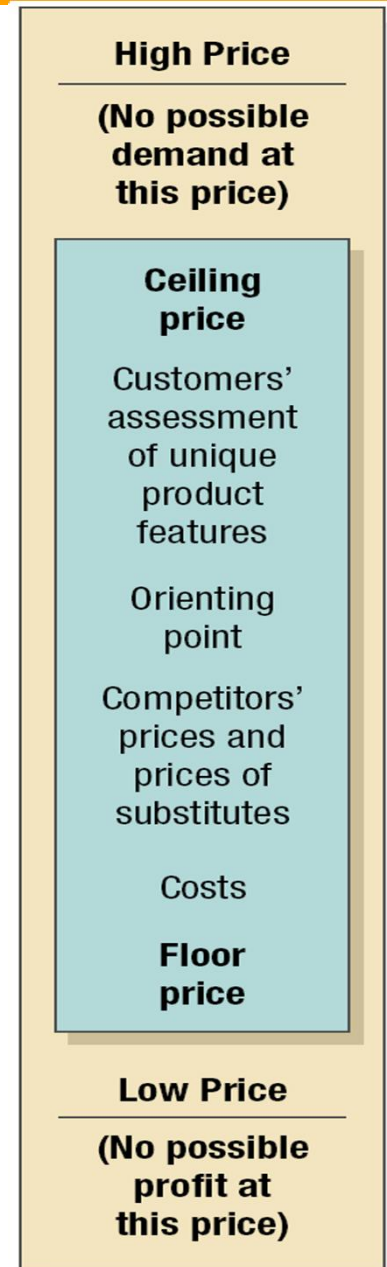 High Price
(No possible
demand at
this price)
Ceiling
price
Customers’
assessment
of unique
product
features
Orienting
point
Competitors’
prices and
prices of
substitutes
Costs
Floor
price
Low Price
(No possible
profit at
this price)